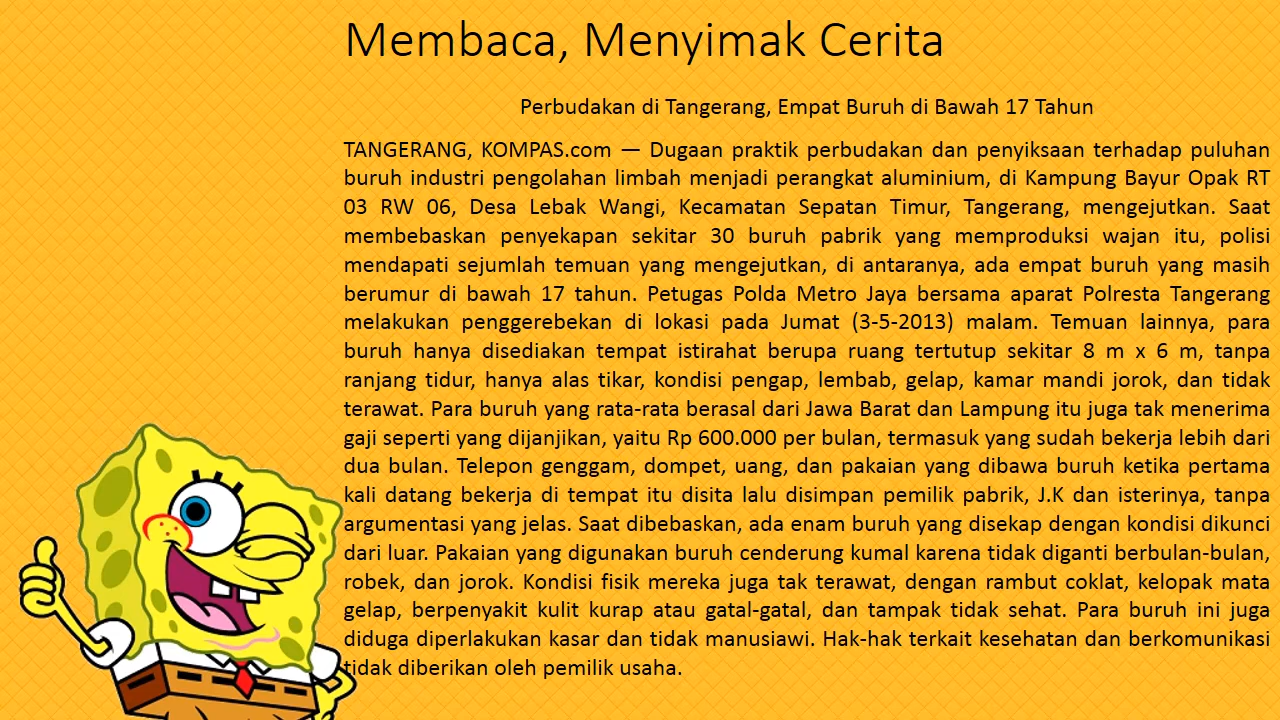 Membaca, Menyimak Cerita
Perbudakan di Tangerang, Empat Buruh di Bawah 17 Tahun
TANGERANG, KOMPAS.com — Dugaan praktik perbudakan dan penyiksaan terhadap puluhan
buruh industri pengolahan limbah menjadi perangkat aluminium, di Kampung Bayur Opak RT
03 RW 06, Desa Lebak Wangi, Kecamatan Sepatan Timur, Tangerang, mengejutkan. Saat
membebaskan penyekapan sekitar 30 buruh pabrik yang memproduksi wajan itu, polisi
mendapati sejumlah temuan yang mengejutkan, di antaranya, ada empat buruh yang masih
berumur di bawah 17 tahun. Petugas Polda Metro Jaya bersama aparat Polresta Tangerang
melakukan penggerebekan di lokasi pada Jumat (3-5-2013) malam. Temuan lainnya, para
buruh hanya disediakan tempat istirahat berupa ruang tertutup sekitar 8 m x 6 m, tanpa
ranjang tidur, hanya alas tikar, kondisi pengap, lembab, gelap, kamar mandi jorok, dan tidak
terawat. Para buruh yang rata-rata berasal dari Jawa Barat dan Lampung itu juga tak menerima
gaji seperti yang dijanjikan, yaitu Rp 600.000 per bulan, termasuk yang sudah bekerja lebih dari
dua bulan. Telepon genggam, dompet, uang, dan pakaian yang dibawa buruh ketika pertama
kali datang bekerja di tempat itu disita lalu disimpan pemilik pabrik, J.K dan isterinya, tanpa
argumentasi yang jelas. Saat dibebaskan, ada enam buruh yang disekap dengan kondisi dikunci
dari luar. Pakaian yang digunakan buruh cenderung kumal karena tidak diganti berbulan-bulan,
robek, dan jorok. Kondisi fisik mereka juga tak terawat, dengan rambut coklat, kelopak mata
gelap, berpenyakit kulit kurap atau gatal-gatal, dan tampak tidak sehat. Para buruh ini juga
diduga diperlakukan kasar dan tidak manusiawi. Hak-hak terkait kesehatan dan berkomunikasi
tidak diberikan oleh pemilik usaha.